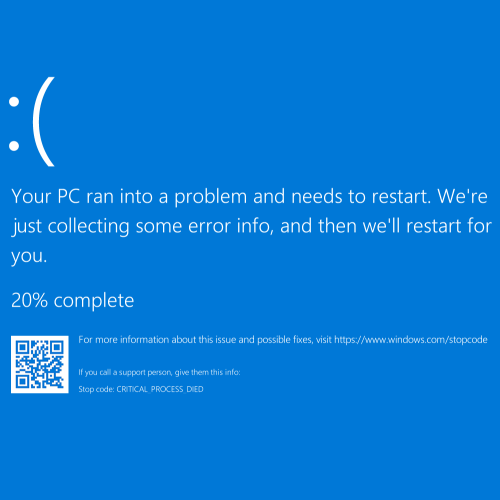 :(
Your PC ran into a problem and needs to restart. We're
just collecting some error info, and then we'll restart for
you.
20% complete
For more information about this issue and possible fixes, visit https://www.windows.com/stopcode
If you call a support person, give them this info:
Stop code: CRITICAL_PROCESS_DIED